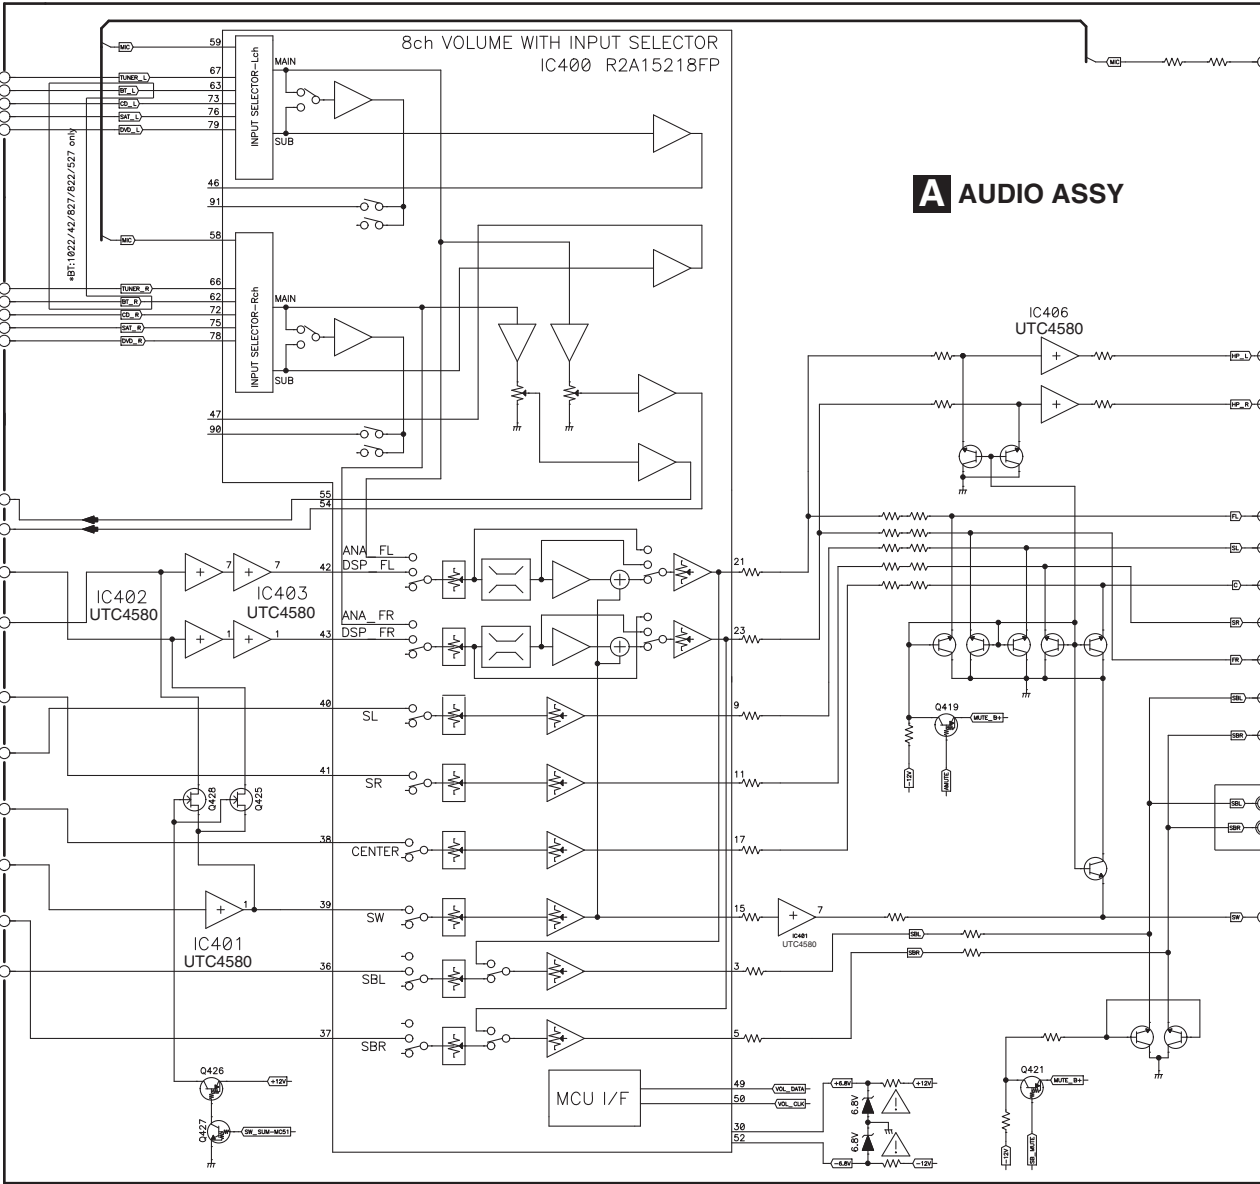 8ch VOLUME WITH INPUT SELECTOR
IC400 R2A15218FP
A AUDIO ASSY
MIC
59
MIC
TUNER_L
67
BT_L
63
CD_L
73
SAT_L
76
DVD_L
79
INPUT SELECTOR-Lch
MAIN
SUB
46
91
*BT:1022/42/827/822/527 only
MIC
58
TUNER_R
66
BT_R
62
CD_R
72
SAT_R
75
DVD_R
78
INPUT SELECTOR-Rch
MAIN
SUB
47
90
IC406
UTC4580
HP_L
HP_R
55
54
ANA_FL
DSP_FL
42
7
7
21
IC402
UTC4580
IC403
UTC4580
ANA_FR
DSP_FR
43
1
1
23
FL
SL
C
SR
FR
SBL
SBR
40
SL
9
Q419
MUTE_B+
-12V
AMUTE
41
SR
11
Q428
Q425
SBL
SBR
38
CENTER
17
39
SW
15
1
IC401
UTC4580
7
IC401
UTC4580
SW
SBL
SBR
36
SBL
3
37
SBR
5
Q426
+12V
Q427
SW_SUM-MC51
MCU I/F
49
VOL_DATA
50
VOL_CLK
30
52
+6.8V
+12V
6.8V
6.8V
-6.8V
-12V
Q421
MUTE_B+
-12V
SB_MUTE